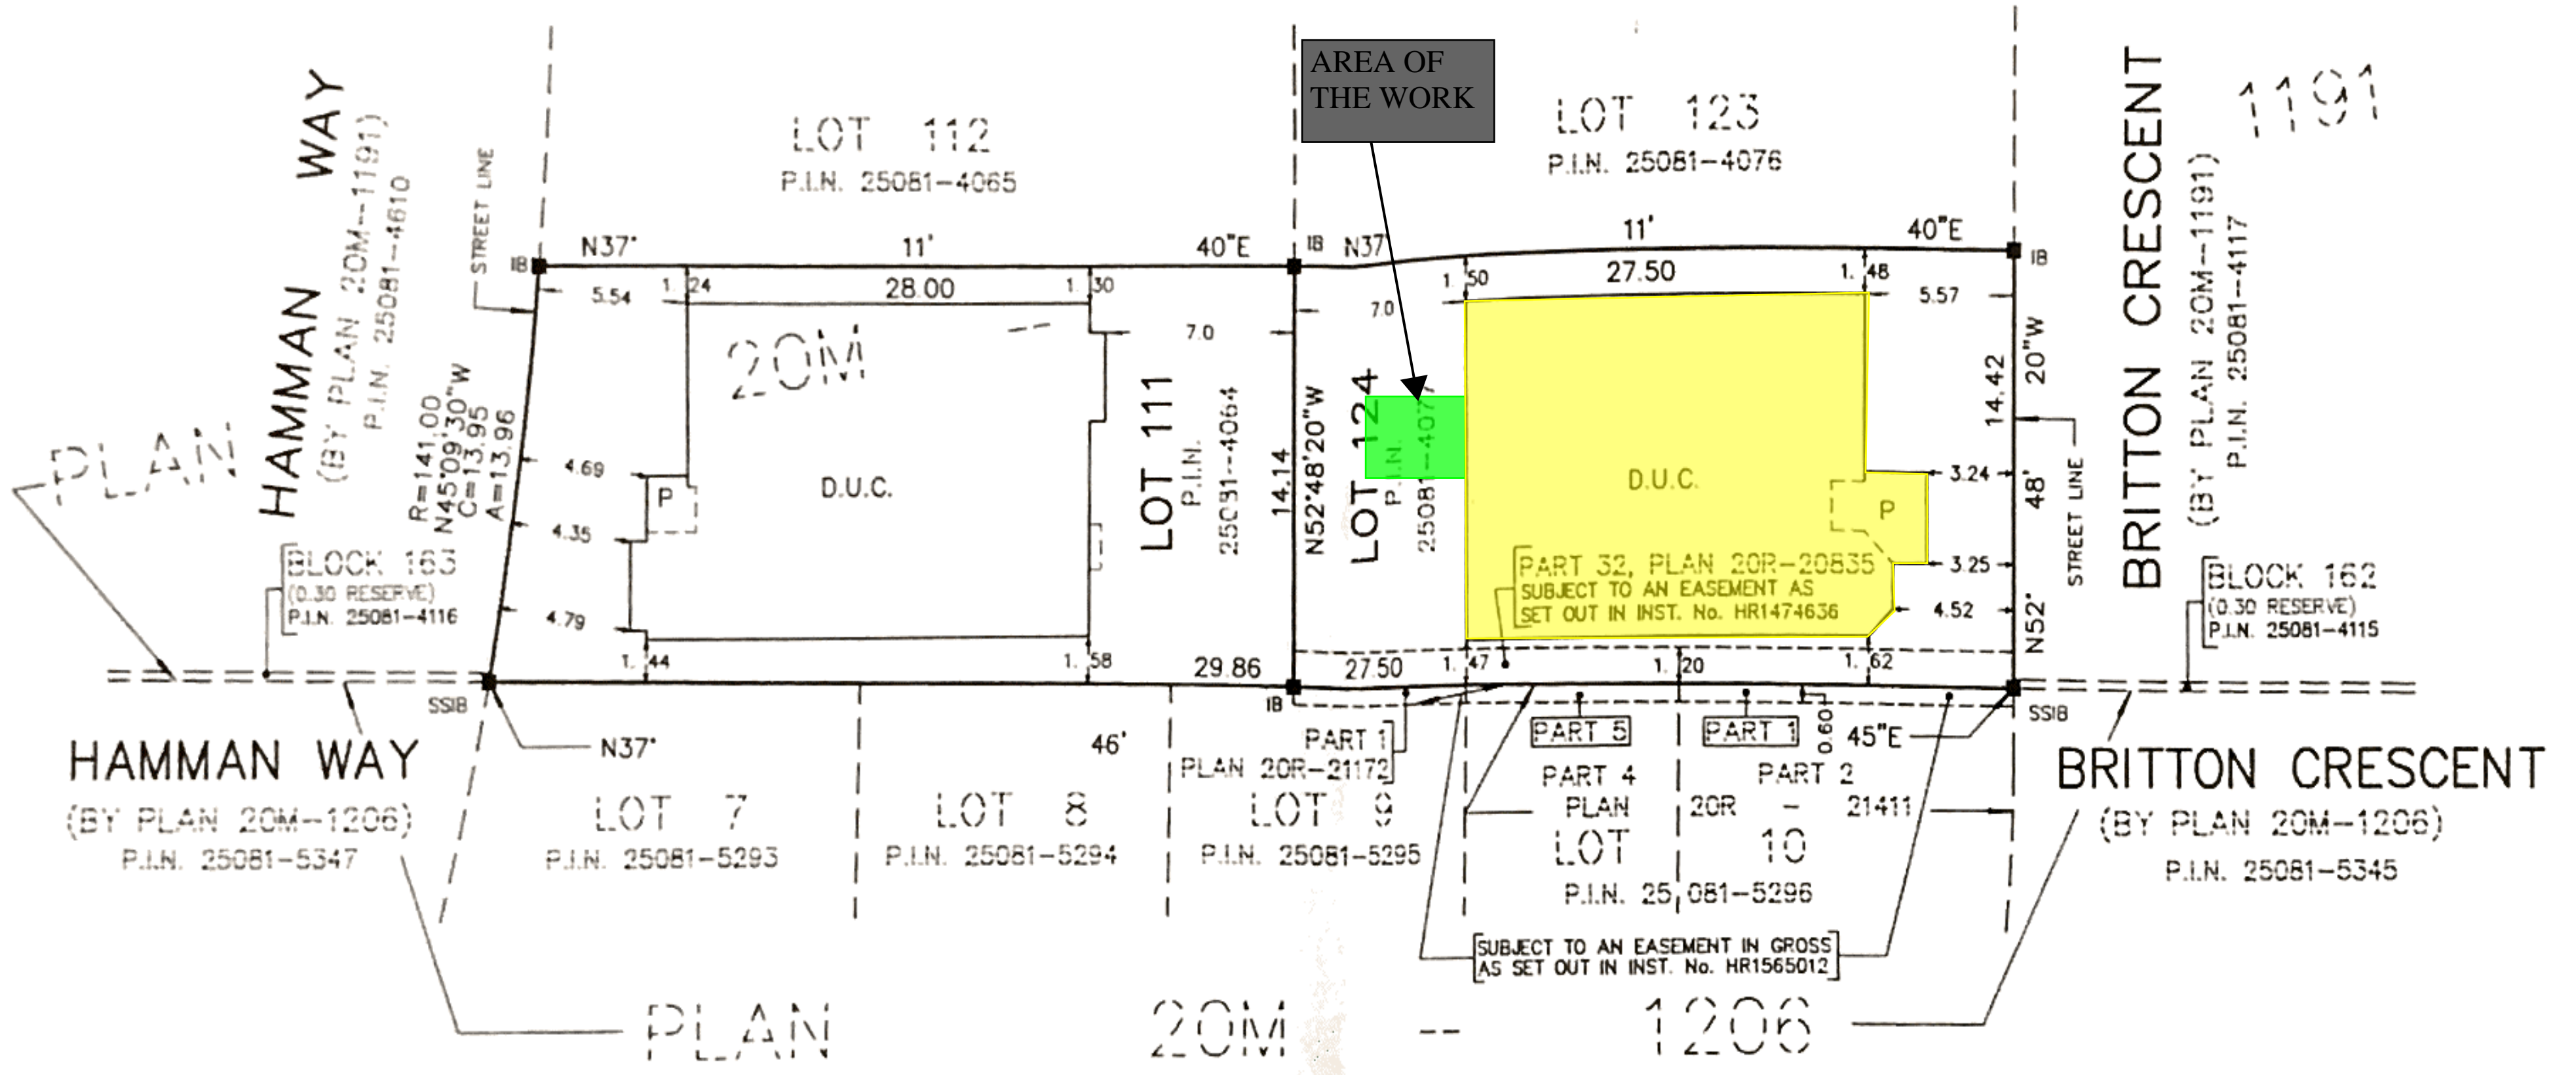 AREA OF
THE WORK
LOT 112
P.I.N. 25081-4065
LOT 123
P.I.N. 25081-4076
1191
HAMMAN WAY
(BY PLAN 20M-1191)
P.I.N. 25081-4610
STREET LINE
BRITTON CRESCENT
(BY PLAN 20M-1191)
P.I.N. 25081-4117
IB
N37°
11'
40"E
IB
N37°
11'
40"E
IB
5.54
1.24
28.00
1.30
7.0
1.50
27.50
1.48
5.57
7.0
20M
PLAN
R=141.00
N45°09'30"W
C=13.95
A=13.96
4.69
P
4.35
4.79
D.U.C.
LOT 111
P.I.N.
25081-4064
14.14
N52°48'20"W
LOT 124
P.I.N.
25081-4077
D.U.C.
P
3.24
3.25
4.52
14.42
N52° 48' 20"W
STREET LINE
PART 32, PLAN 20R-20835
SUBJECT TO AN EASEMENT AS
SET OUT IN INST. No. HR1474636
BLOCK 163
(0.30 RESERVE)
P.I.N. 25081-4116
BLOCK 162
(0.30 RESERVE)
P.I.N. 25081-4115
1.44
1.58
29.86
27.50
1.47
1.20
1.62
SSIB
IB
SSIB
N37°
46'
45"E
0.60
PART 1
PLAN 20R-21172
PART 5
PART 1
PART 4
PART 2
PLAN 20R - 21411
HAMMAN WAY
(BY PLAN 20M-1206)
P.I.N. 25081-5347
LOT 7
P.I.N. 25081-5293
LOT 8
P.I.N. 25081-5294
LOT 9
P.I.N. 25081-5295
LOT 10
P.I.N. 25081-5296
BRITTON CRESCENT
(BY PLAN 20M-1206)
P.I.N. 25081-5345
SUBJECT TO AN EASEMENT IN GROSS
AS SET OUT IN INST. No. HR1565012
PLAN 20M -- 1206